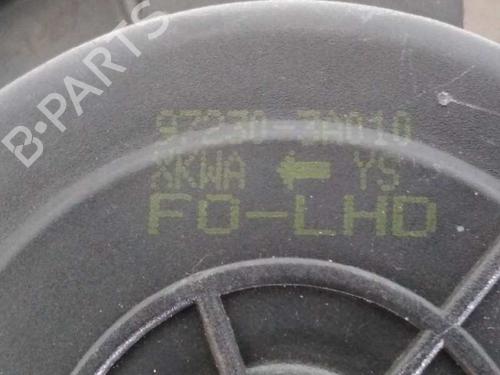 B-PARTS
97230-3A010
XKWA ← YS
FO-LHD